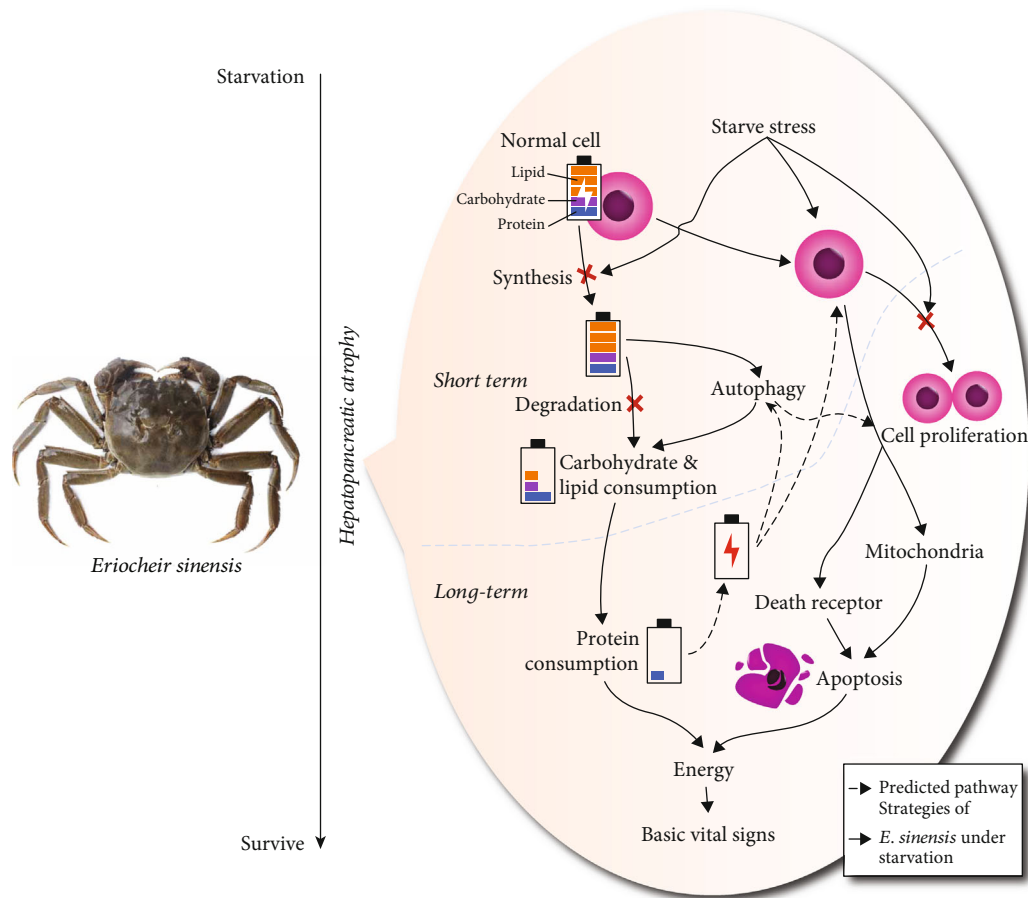 Starvation
Hepatopancreatic atrophy
Survive
Eriocheir sinensis
Normal cell
Lipid
Carbohydrate
Protein
Starve stress
Synthesis
Short term
Degradation
Autophagy
Cell proliferation
Carbohydrate &
lipid consumption
Long-term
Mitochondria
Death receptor
Protein
consumption
Apoptosis
Energy
Basic vital signs
Predicted pathway
Strategies of
E. sinensis under
starvation